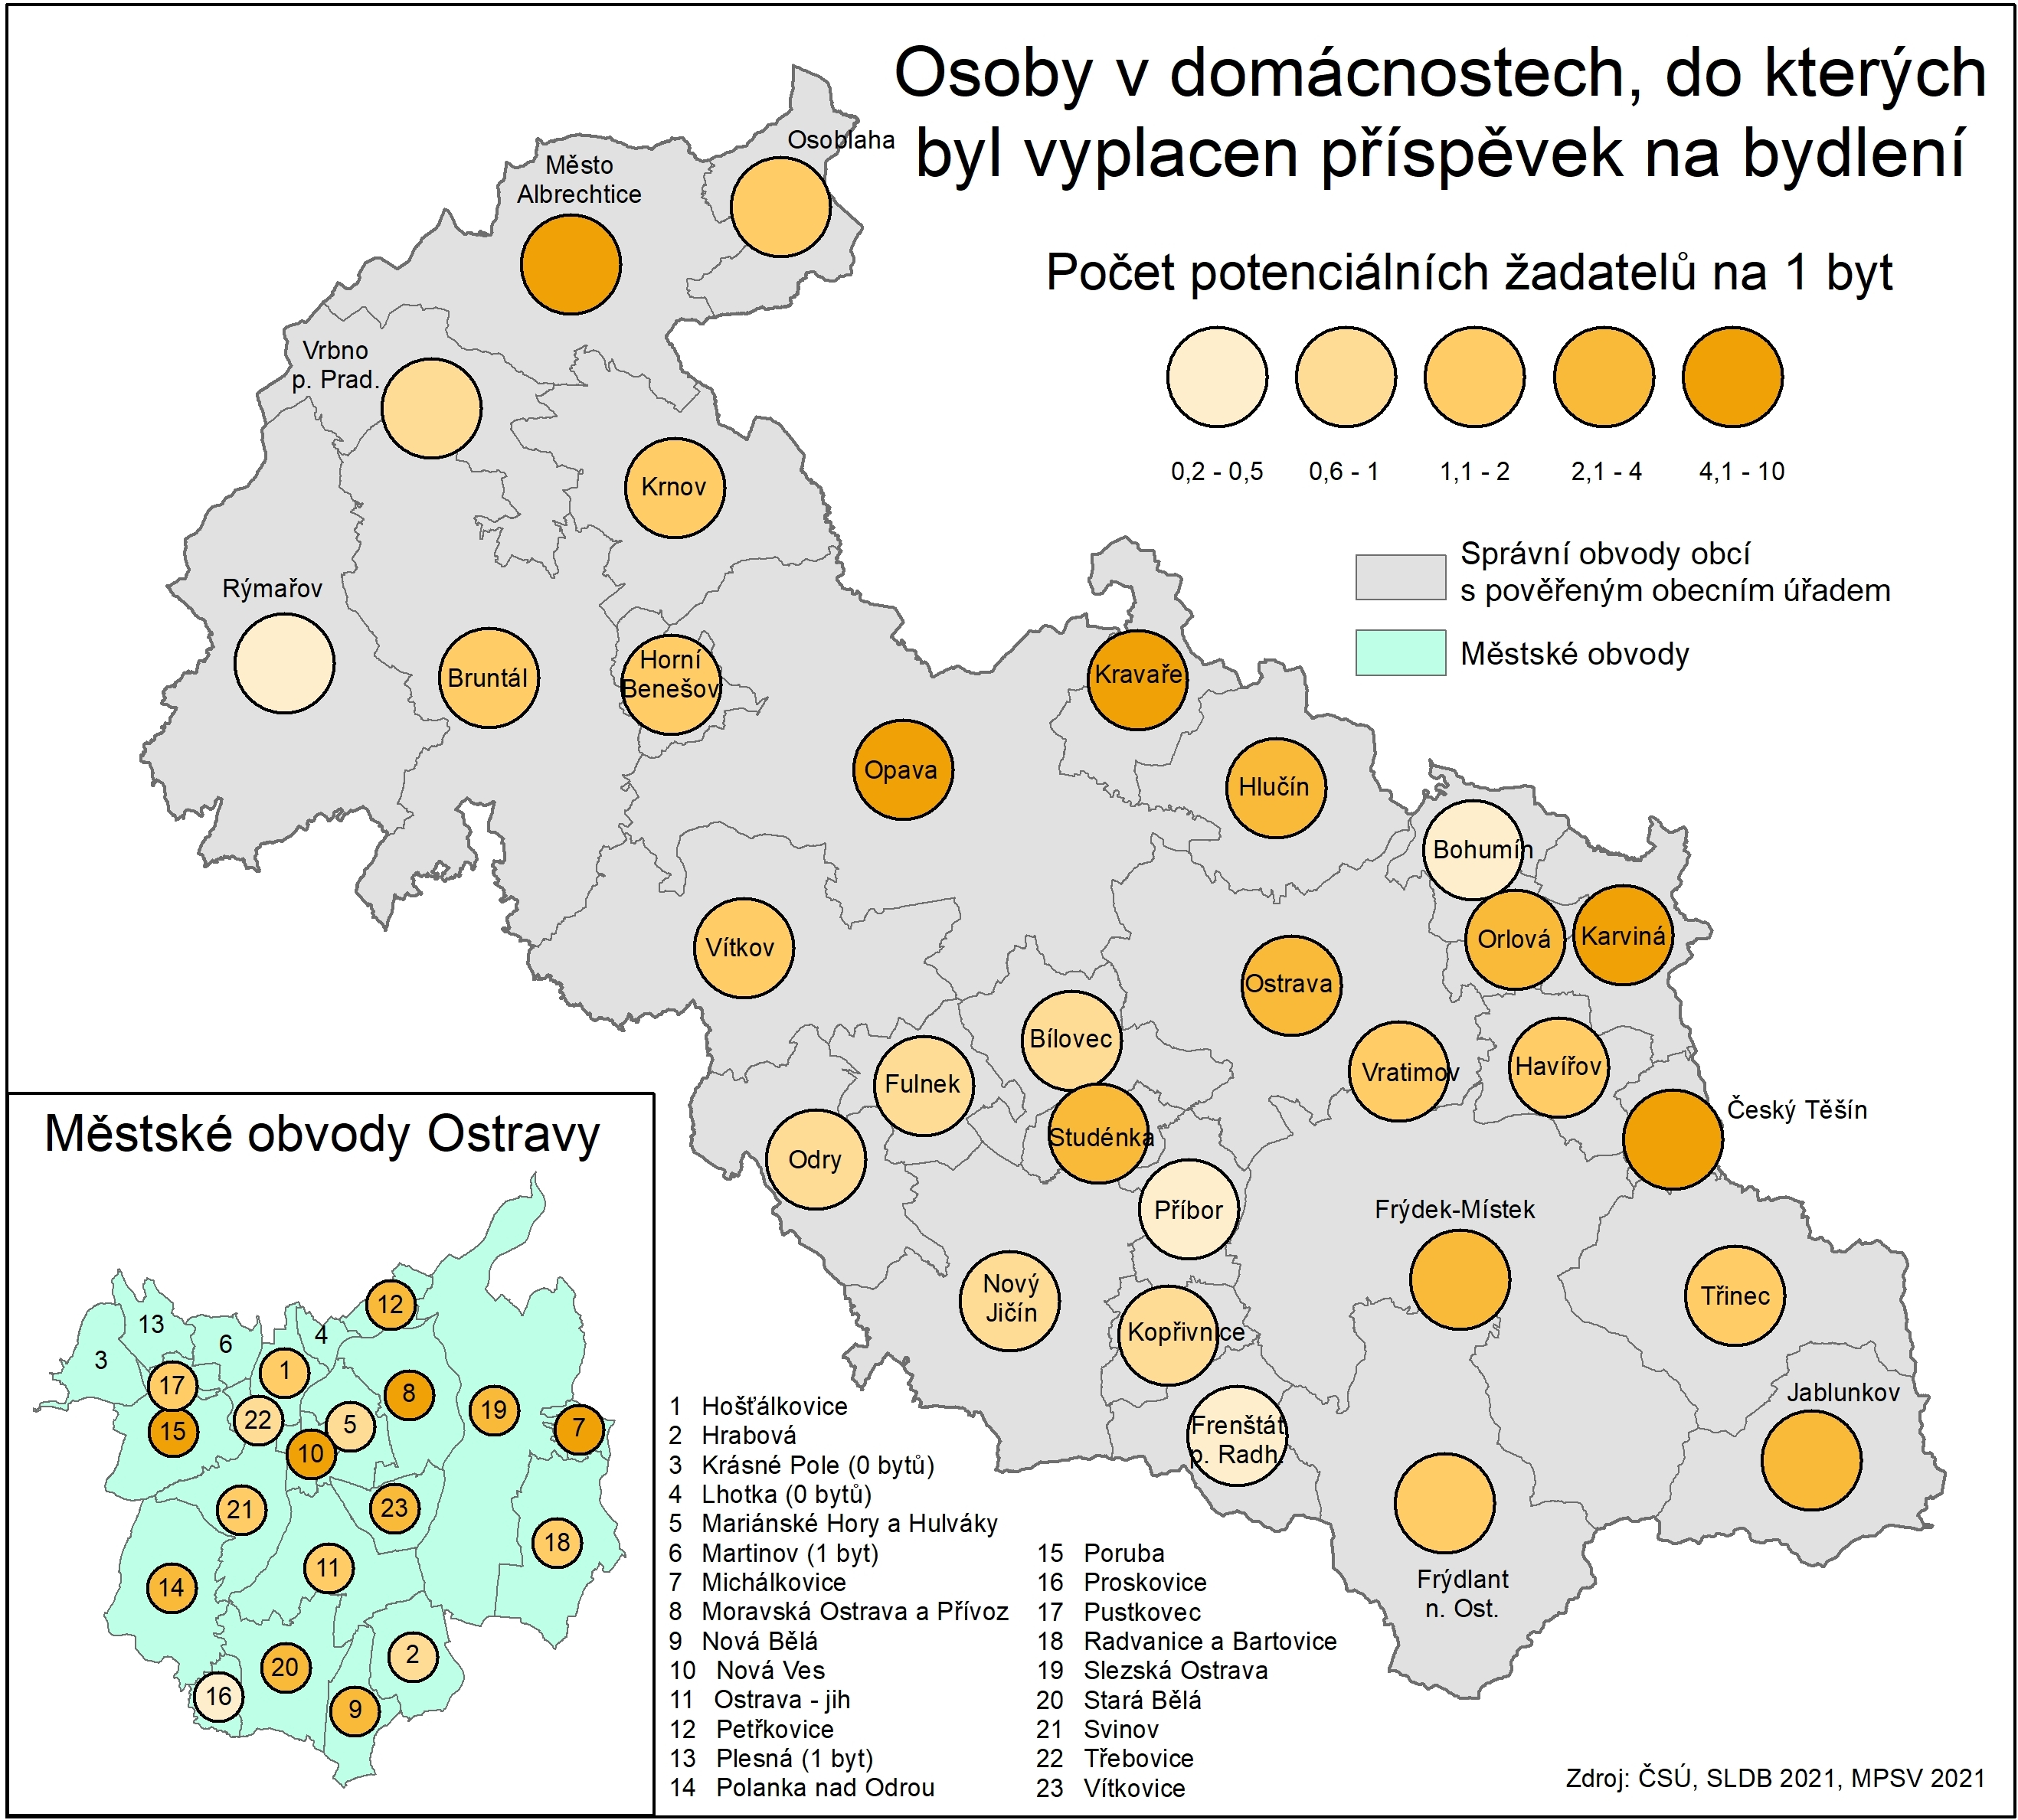 Osoby v domácnostech, do kterých
byl vyplacen příspěvek na bydlení
Počet potenciálních žadatelů na 1 byt
0,2 - 0,5
0,6 - 1
1,1 - 2
2,1 - 4
4,1 - 10
Správní obvody obcí
s pověřeným obecním úřadem
Městské obvody
Osoblaha
Město
Albrechtice
Vrbno
p. Prad.
Krnov
Rýmařov
Bruntál
Horní
Benešov
Kravaře
Opava
Hlučín
Bohumín
Orlová
Karviná
Vítkov
Ostrava
Bílovec
Vratimov
Havířov
Fulnek
Český Těšín
Studénka
Odry
Příbor
Frýdek-Místek
Nový
Jičín
Třinec
Kopřivnice
Jablunkov
Frenštát
p. Radh.
Frýdlant
n. Ost.
Městské obvody Ostravy
12
13
4
6
3
1
17
8
19
22
5
7
15
10
21
23
18
11
14
2
20
16
9
1 Hošťálkovice
2 Hrabová
3 Krásné Pole (0 bytů)
4 Lhotka (0 bytů)
5 Mariánské Hory a Hulváky
6 Martinov (1 byt)
7 Michálkovice
8 Moravská Ostrava a Přívoz
9 Nová Bělá
10 Nová Ves
11 Ostrava - jih
12 Petřkovice
13 Plesná (1 byt)
14 Polanka nad Odrou
15 Poruba
16 Proskovice
17 Pustkovec
18 Radvanice a Bartovice
19 Slezská Ostrava
20 Stará Bělá
21 Svinov
22 Třebovice
23 Vítkovice
Zdroj: ČSÚ, SLDB 2021, MPSV 2021